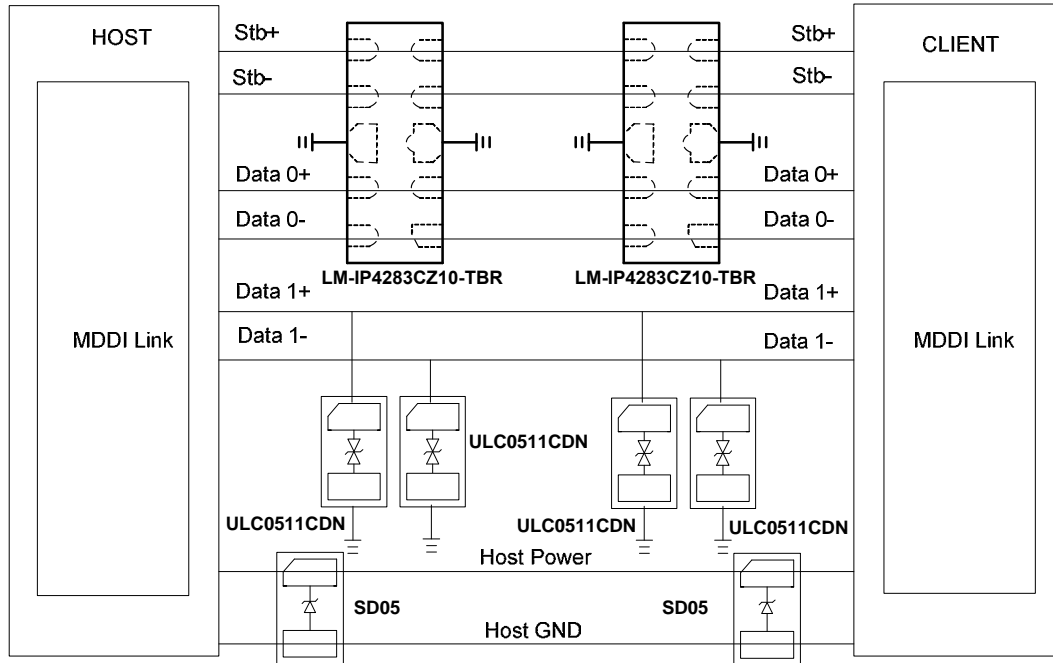 HOST
CLIENT
Stb+
Stb+
Stb-
Stb-
Data 0+
Data 0+
Data 0-
Data 0-
LM-IP4283CZ10-TBR
LM-IP4283CZ10-TBR
Data 1+
Data 1+
MDDI Link
Data 1-
Data 1-
MDDI Link
ULC0511CDN
ULC0511CDN
ULC0511CDN
ULC0511CDN
Host Power
SD05
SD05
Host GND